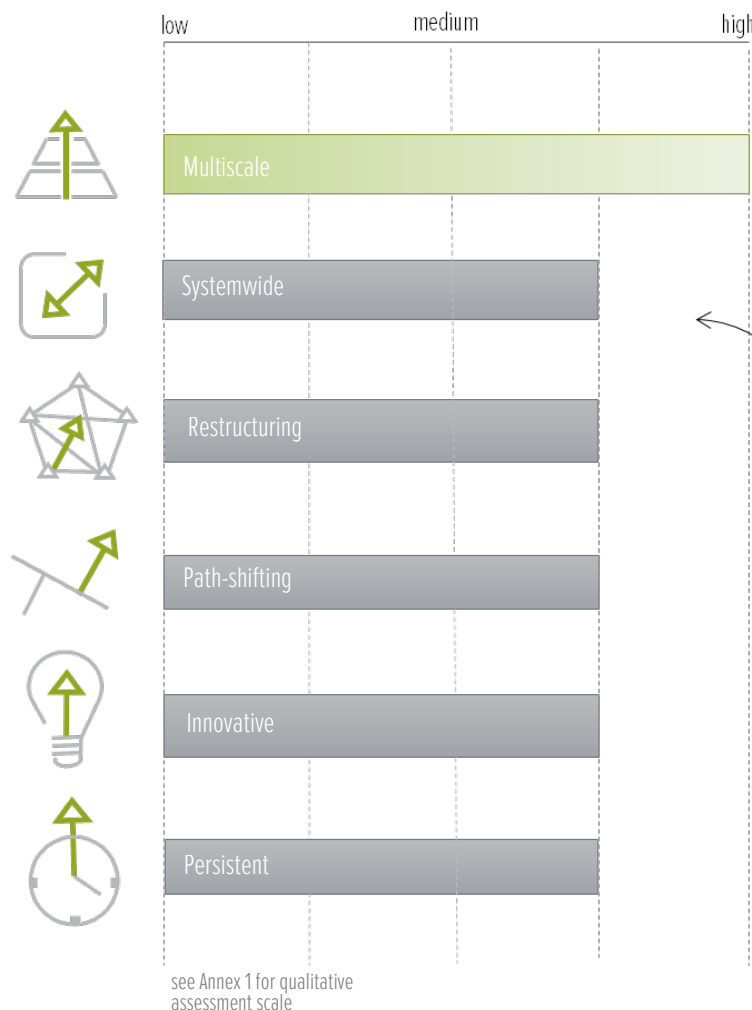 low medium high
Multiscale
Systemwide
Restructuring
Path-shifting
Innovative
Persistent
see Annex 1 for qualitative
assessment scale